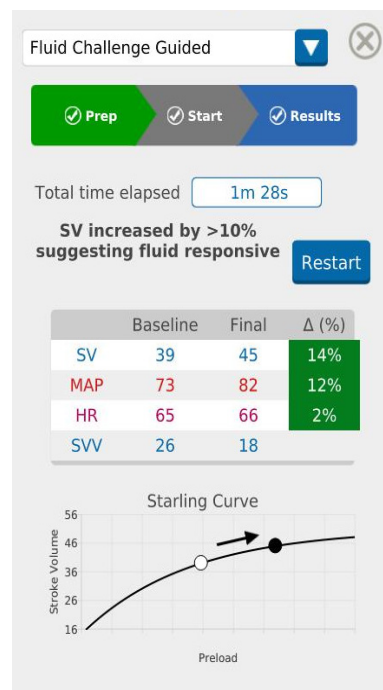 Fluid Challenge Guided
Prep Start Results
Total time elapsed 1m 28s
SV increased by >10%
suggesting fluid responsive
Restart
Baseline Final Δ (%)
SV 39 45 14%
MAP 73 82 12%
HR 65 66 2%
SVV 26 18
Starling Curve
56
46
36
26
16
Stroke Volume
Preload